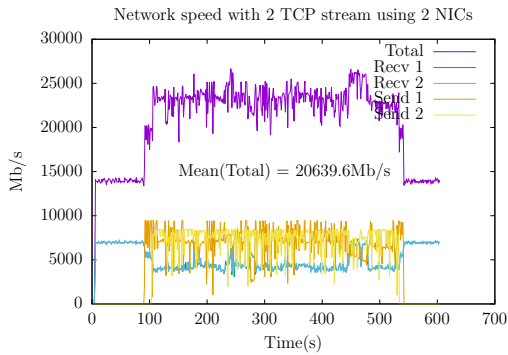 Network speed with 2 TCP stream using 2 NICs
30000
25000
20000
15000
10000
5000
0
Mb/s
Total
Recv 1
Recv 2
Send 1
Send 2
Mean(Total) = 20639.6Mb/s
0 100 200 300 400 500 600 700
Time(s)